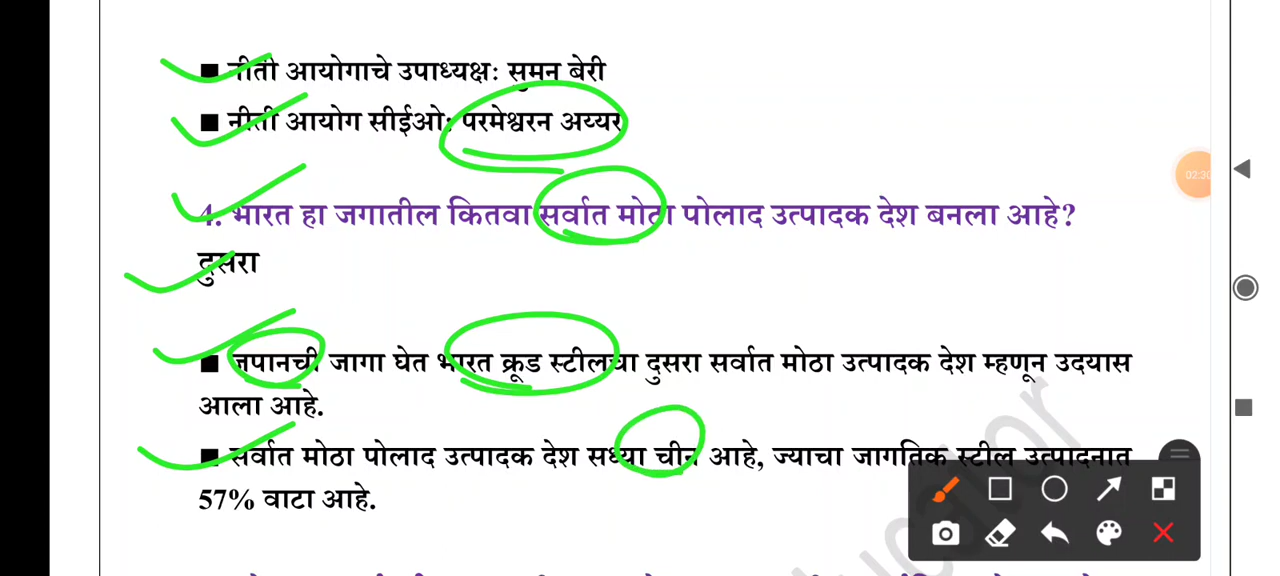 ■ नीती आयोगाचे उपाध्यक्षः सुमन बेरी
■ नीती आयोग सीईओ: परमेश्वरन अय्यर
4. भारत हा जगातील कितवा सर्वात मोठा पोलाद उत्पादक देश बनला आहे?
दुसरा
■ जपानची जागा घेत भारत क्रूड स्टीलचा दुसरा सर्वात मोठा उत्पादक देश म्हणून उदयास
आला आहे.
■ सर्वात मोठा पोलाद उत्पादक देश सध्या चीन आहे, ज्याचा जागतिक स्टील उत्पादनात
57% वाटा आहे.
02:30